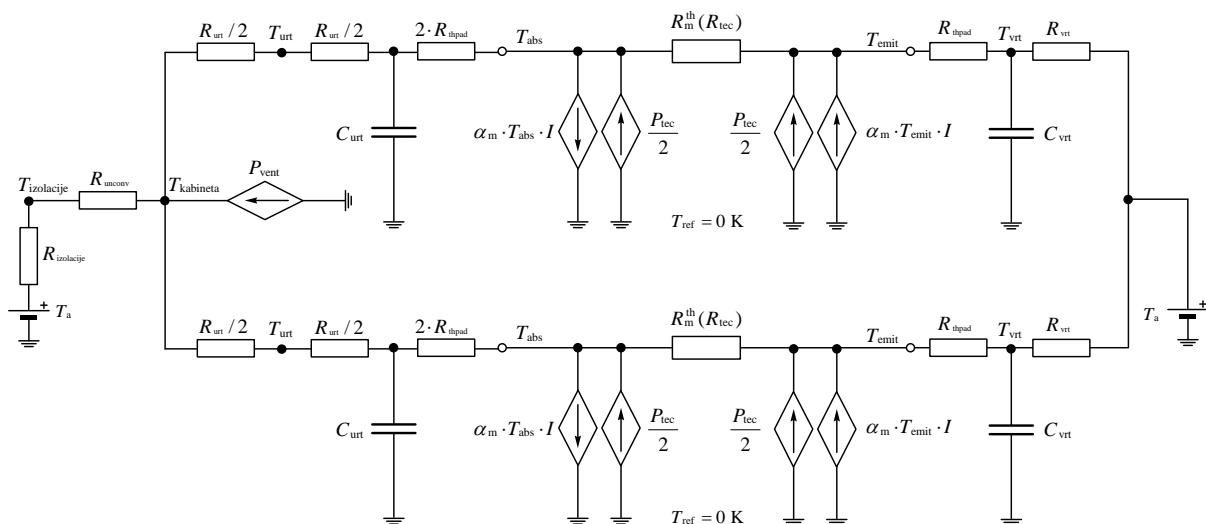 R_urt / 2 T_urt R_urt / 2 2 · R_thpad T_abs R_m^th (R_tec) T_emit R_thpad T_vrt R_vrt
C_urt α_m · T_abs · I P_tec/2 P_tec/2 α_m · T_emit · I C_vrt
T_izolacije R_unconv T_kabineta P_vent
T_ref = 0 K
R_izolacije
+ T_a
T_a +
R_urt / 2 T_urt R_urt / 2 2 · R_thpad T_abs R_m^th (R_tec) T_emit R_thpad T_vrt R_vrt
C_urt α_m · T_abs · I P_tec/2 P_tec/2 α_m · T_emit · I C_vrt
T_ref = 0 K